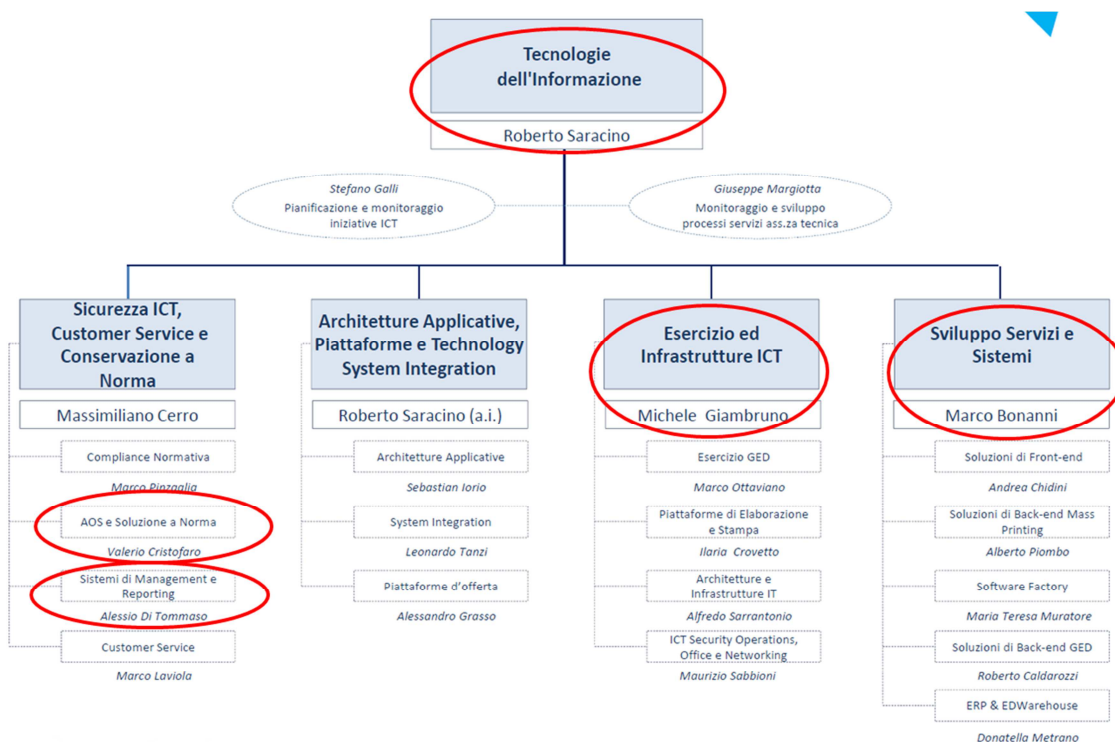 Tecnologie
dell'Informazione
Roberto Saracino
Stefano Galli
Pianificazione e monitoraggio
iniziative ICT
Giuseppe Margiotta
Monitoraggio e sviluppo
processi servizi ass.za tecnica
Sicurezza ICT,
Customer Service e
Conservazione a
Norma
Massimiliano Cerro
Compliance Normativa
Marco Pinzaglia
AOS e Soluzione a Norma
Valerio Cristofaro
Sistemi di Management e
Reporting
Alessio Di Tommaso
Customer Service
Marco Laviola
Architetture Applicative,
Piattaforme e Technology
System Integration
Roberto Saracino (a.i.)
Architetture Applicative
Sebastian Iorio
System Integration
Leonardo Tanzi
Piattaforme d'offerta
Alessandro Grasso
Esercizio ed
Infrastrutture ICT
Michele Giambruno
Esercizio GED
Marco Ottaviano
Piattaforme di Elaborazione
e Stampa
Ilaria Crovetto
Architetture e
Infrastrutture IT
Alfredo Sarrantonio
ICT Security Operations,
Office e Networking
Maurizio Sabbioni
Sviluppo Servizi e
Sistemi
Marco Bonanni
Soluzioni di Front-end
Andrea Chidini
Soluzioni di Back-end Mass
Printing
Alberto Piombo
Software Factory
Maria Teresa Muratore
Soluzioni di Back-end GED
Roberto Caldarozzi
ERP & EDWarehouse
Donatella Metrano